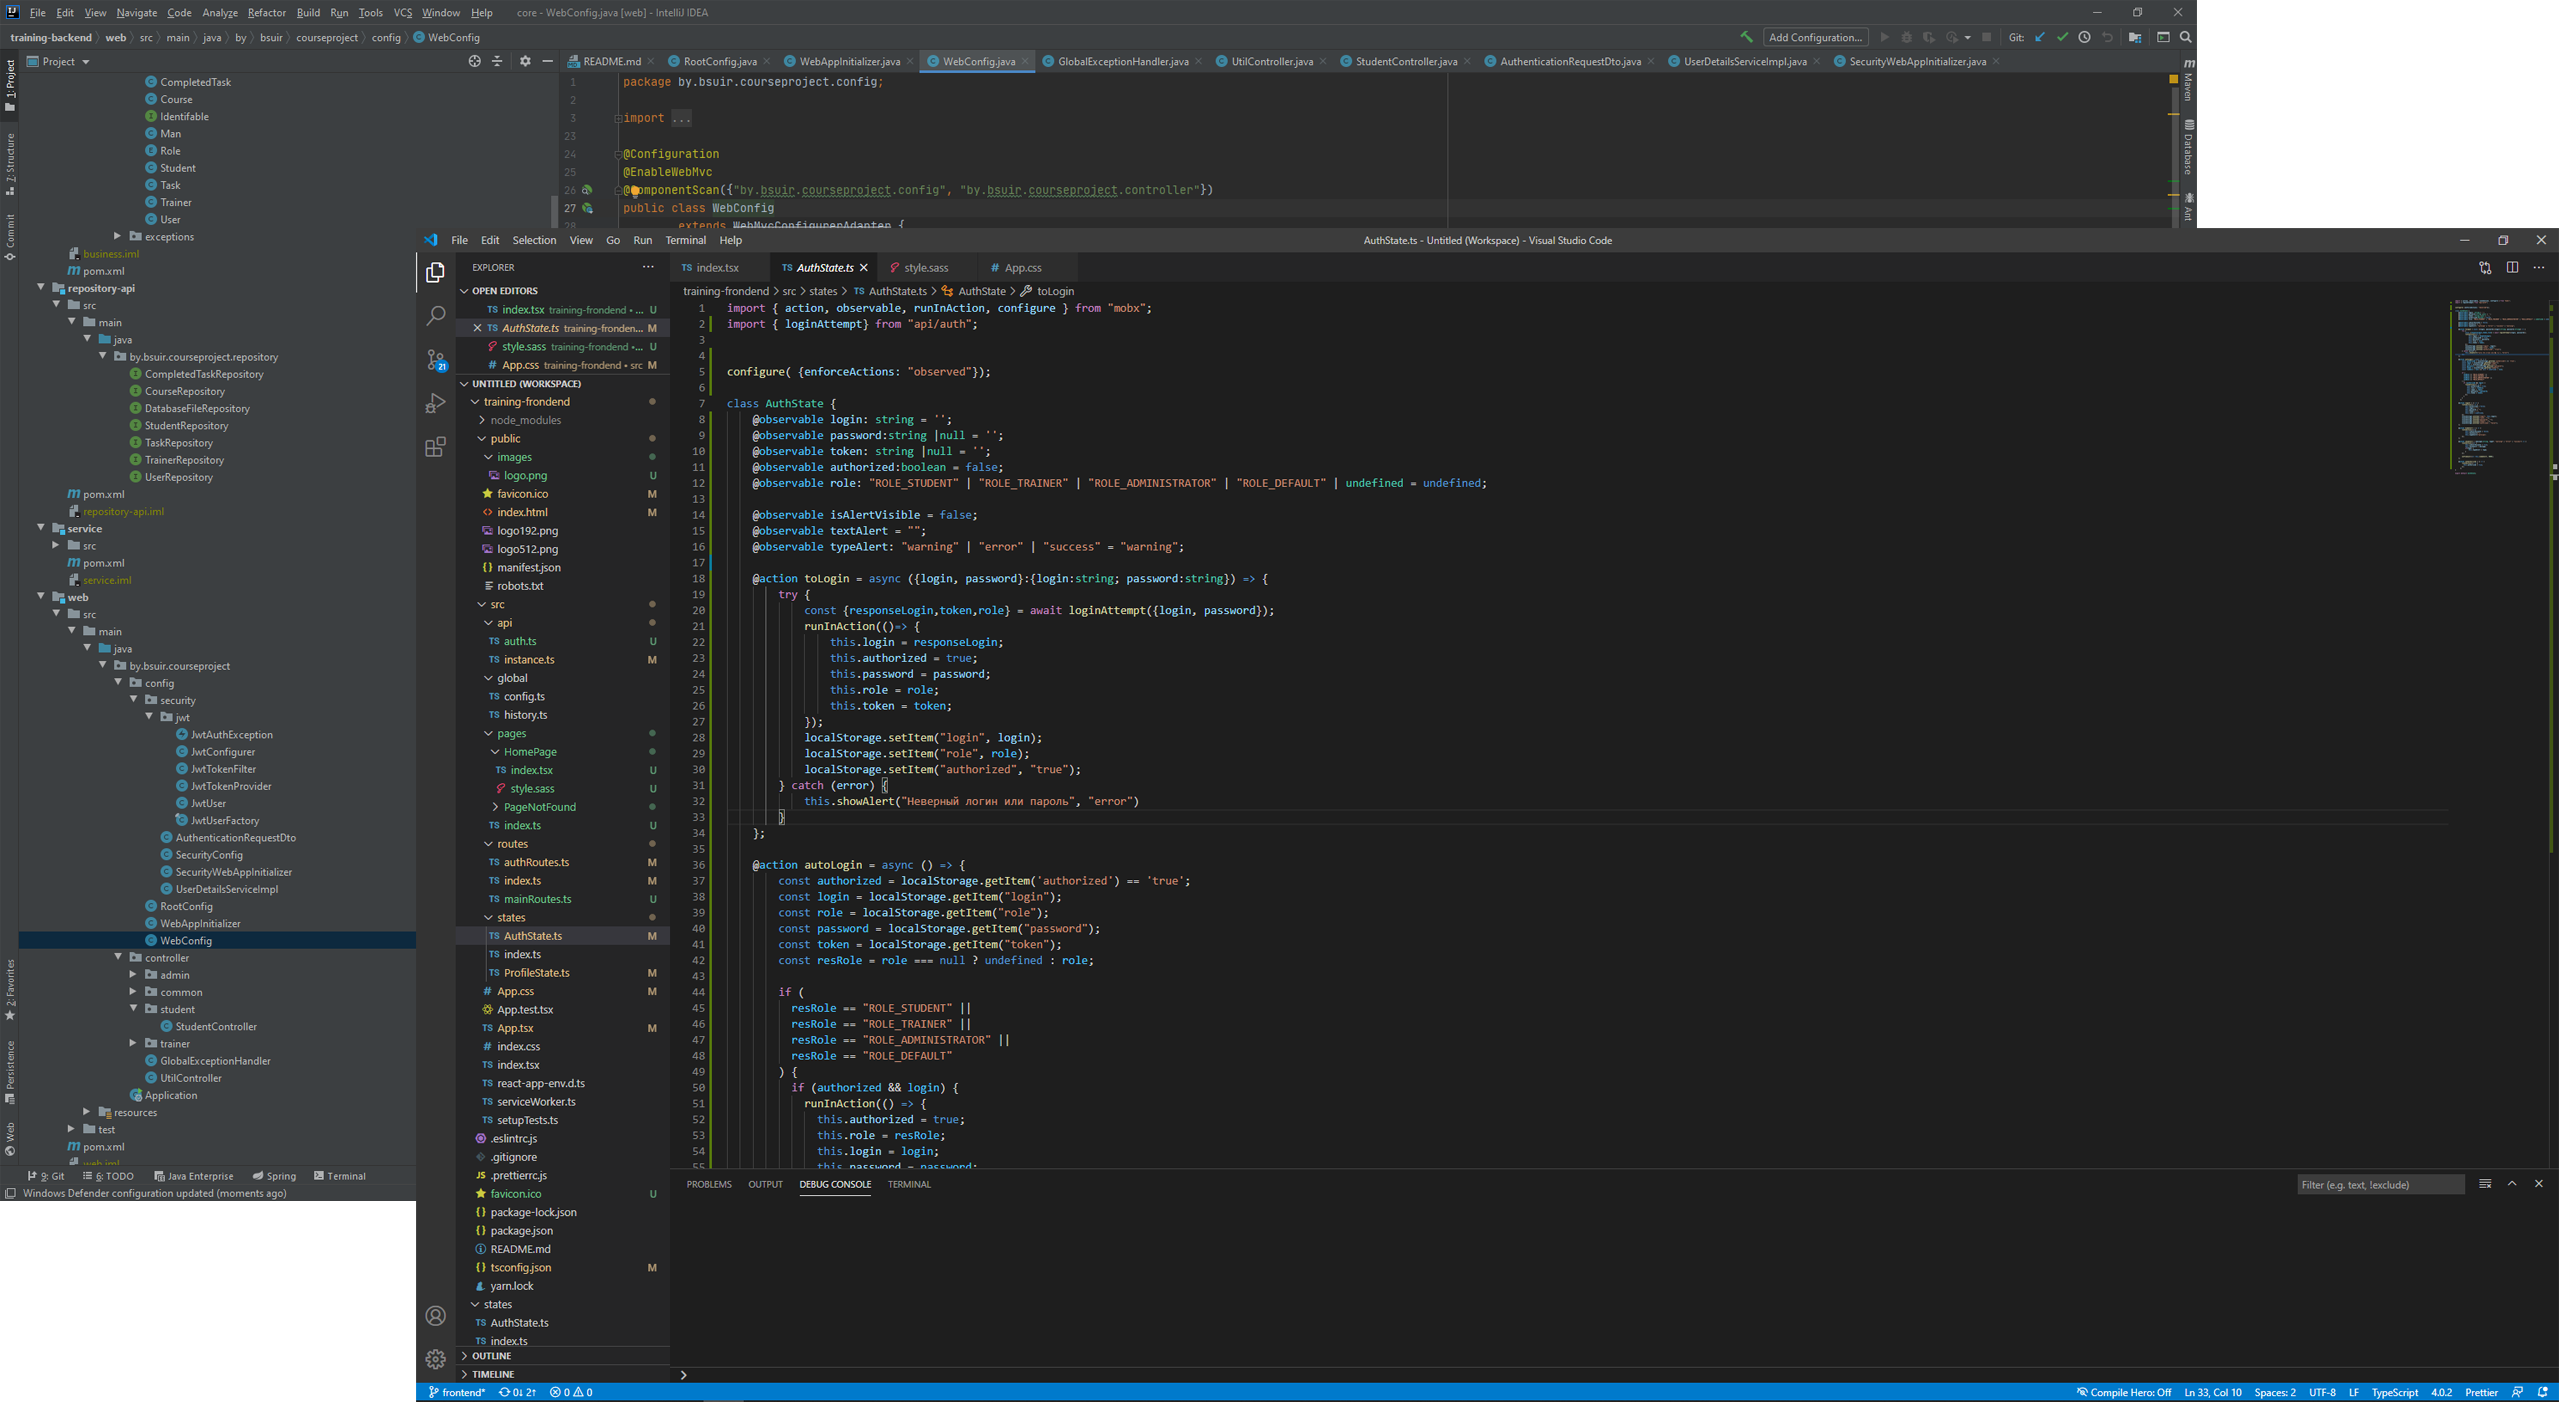 File Edit View Navigate Code Analyze Refactor Build Run Tools VCS Window Help core - WebConfig.java [web] - IntelliJ IDEA
training-backend web src main java by bsuir courseproject config WebConfig Add Configuration... Git:
Project README.md RootConfig.java WebAppInitializer.java WebConfig.java GlobalExceptionHandler.java UtilController.java StudentController.java AuthenticationRequestDto.java UserDetailsServiceImpl.java SecurityWebAppInitializer.java
1: Project
7: Structure
Commit
2: Favorites
Persistence
Web
Maven
Database
Ant
CompletedTask
Course
Identifable
Man
Role
Student
Task
Trainer
User
exceptions
business.iml
pom.xml
repository-api
src
main
java
by.bsuir.courseproject.repository
CompletedTaskRepository
CourseRepository
DatabaseFileRepository
StudentRepository
TaskRepository
TrainerRepository
UserRepository
pom.xml
repository-api.iml
service
src
pom.xml
service.iml
web
src
main
java
by.bsuir.courseproject
config
security
jwt
JwtAuthException
JwtConfigurer
JwtTokenFilter
JwtTokenProvider
JwtUser
JwtUserFactory
AuthenticationRequestDto
SecurityConfig
SecurityWebAppInitializer
UserDetailsServiceImpl
RootConfig
WebAppInitializer
WebConfig
controller
admin
common
student
StudentController
trainer
GlobalExceptionHandler
UtilController
Application
resources
test
pom.xml
web.iml
9: Git 6: TODO Java Enterprise Spring Terminal
Windows Defender configuration updated (moments ago)
1 package by.bsuir.courseproject.config;
2
3 import ...
23
24 @Configuration
25 @EnableWebMvc
26 @ComponentScan({"by.bsuir.courseproject.config", "by.bsuir.courseproject.controller"})
27 public class WebConfig
28 extends WebMvcConfigurerAdapter {
File Edit Selection View Go Run Terminal Help AuthState.ts - Untitled (Workspace) - Visual Studio Code
EXPLORER
OPEN EDITORS
index.tsx training-frondend • ... U
AuthState.ts training-fronden... M
style.sass training-frondend •... U
App.css training-frondend • src M
UNTITLED (WORKSPACE)
training-frondend
node_modules
public
images
logo.png U
favicon.ico M
index.html M
logo192.png
logo512.png
manifest.json
robots.txt
src
api
auth.ts U
instance.ts M
global
config.ts
history.ts
pages
HomePage
index.tsx U
style.sass U
PageNotFound
index.ts U
routes
authRoutes.ts M
index.ts M
mainRoutes.ts U
states
AuthState.ts M
index.ts
ProfileState.ts M
App.css M
App.test.tsx
App.tsx M
index.css
index.tsx
react-app-env.d.ts
serviceWorker.ts
setupTests.ts
.eslintrc.js
.gitignore
.prettierrc.js
favicon.ico U
package-lock.json
package.json
README.md
tsconfig.json M
yarn.lock
states
AuthState.ts
index.ts
OUTLINE
TIMELINE
21
index.tsx AuthState.ts style.sass App.css
training-frondend > src > states > AuthState.ts > AuthState > toLogin
1 import { action, observable, runInAction, configure } from "mobx";
2 import { loginAttempt} from "api/auth";
3
4
5 configure( {enforceActions: "observed"});
6
7 class AuthState {
8 @observable login: string = '';
9 @observable password:string |null = '';
10 @observable token: string |null = '';
11 @observable authorized:boolean = false;
12 @observable role: "ROLE_STUDENT" | "ROLE_TRAINER" | "ROLE_ADMINISTRATOR" | "ROLE_DEFAULT" | undefined = undefined;
13
14 @observable isAlertVisible = false;
15 @observable textAlert = "";
16 @observable typeAlert: "warning" | "error" | "success" = "warning";
17
18 @action toLogin = async ({login, password}:{login:string; password:string}) => {
19 try {
20 const {responseLogin,token,role} = await loginAttempt({login, password});
21 runInAction(()=> {
22 this.login = responseLogin;
23 this.authorized = true;
24 this.password = password;
25 this.role = role;
26 this.token = token;
27 });
28 localStorage.setItem("login", login);
29 localStorage.setItem("role", role);
30 localStorage.setItem("authorized", "true");
31 } catch (error) {
32 this.showAlert("Неверный логин или пароль", "error")
33 }
34 };
35
36 @action autoLogin = async () => {
37 const authorized = localStorage.getItem('authorized') == 'true';
38 const login = localStorage.getItem("login");
39 const role = localStorage.getItem("role");
40 const password = localStorage.getItem("password");
41 const token = localStorage.getItem("token");
42 const resRole = role === null ? undefined : role;
43
44 if (
45 resRole == "ROLE_STUDENT" ||
46 resRole == "ROLE_TRAINER" ||
47 resRole == "ROLE_ADMINISTRATOR" ||
48 resRole == "ROLE_DEFAULT"
49 ) {
50 if (authorized && login) {
51 runInAction(() => {
52 this.authorized = true;
53 this.role = resRole;
54 this.login = login;
55 this.password = password;
PROBLEMS OUTPUT DEBUG CONSOLE TERMINAL Filter (e.g. text, !exclude)
frontend* 0↓ 2↑ 0 0 Compile Hero: Off Ln 33, Col 10 Spaces: 2 UTF-8 LF TypeScript 4.0.2 Prettier